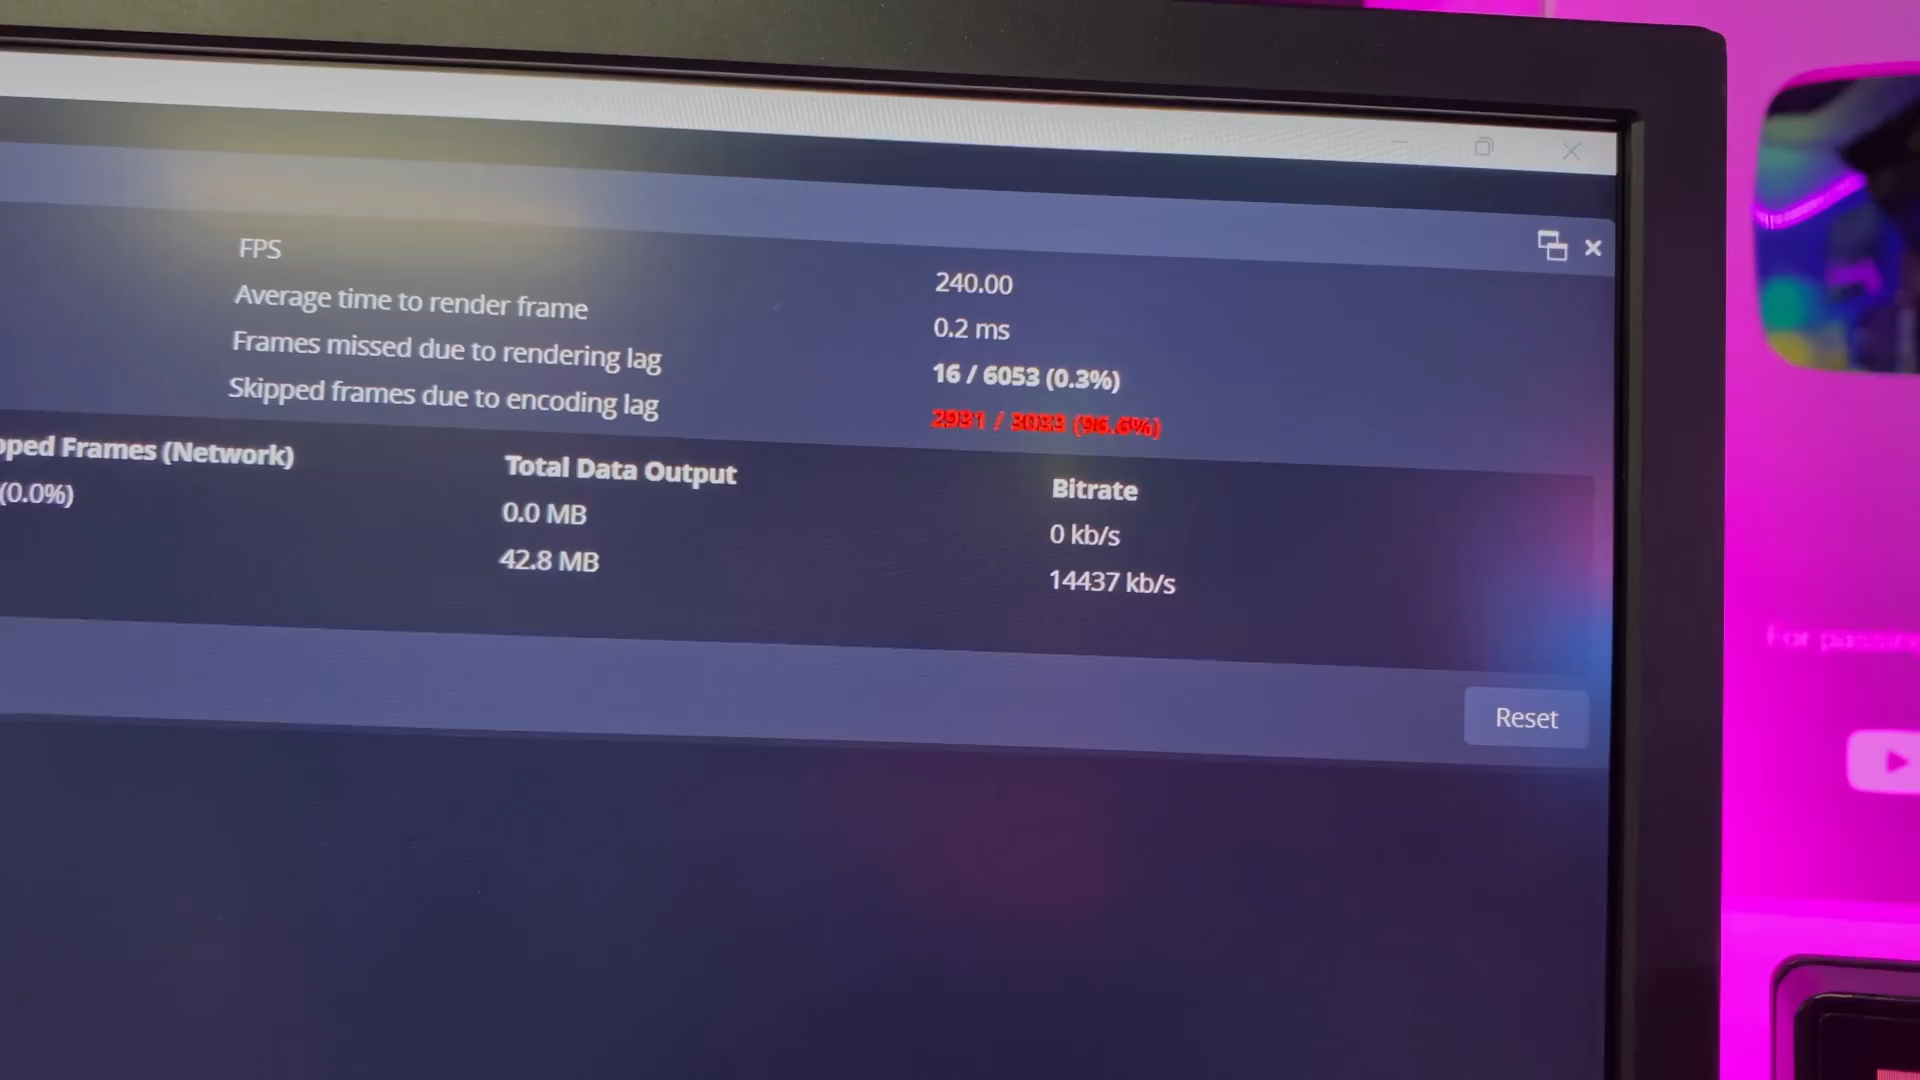 FPS 240.00
Average time to render frame 0.2 ms
Frames missed due to rendering lag 16 / 6053 (0.3%)
Skipped frames due to encoding lag
pped Frames (Network) Total Data Output Bitrate
(0.0%) 0.0 MB 0 kb/s
42.8 MB 14437 kb/s
Reset
For passin